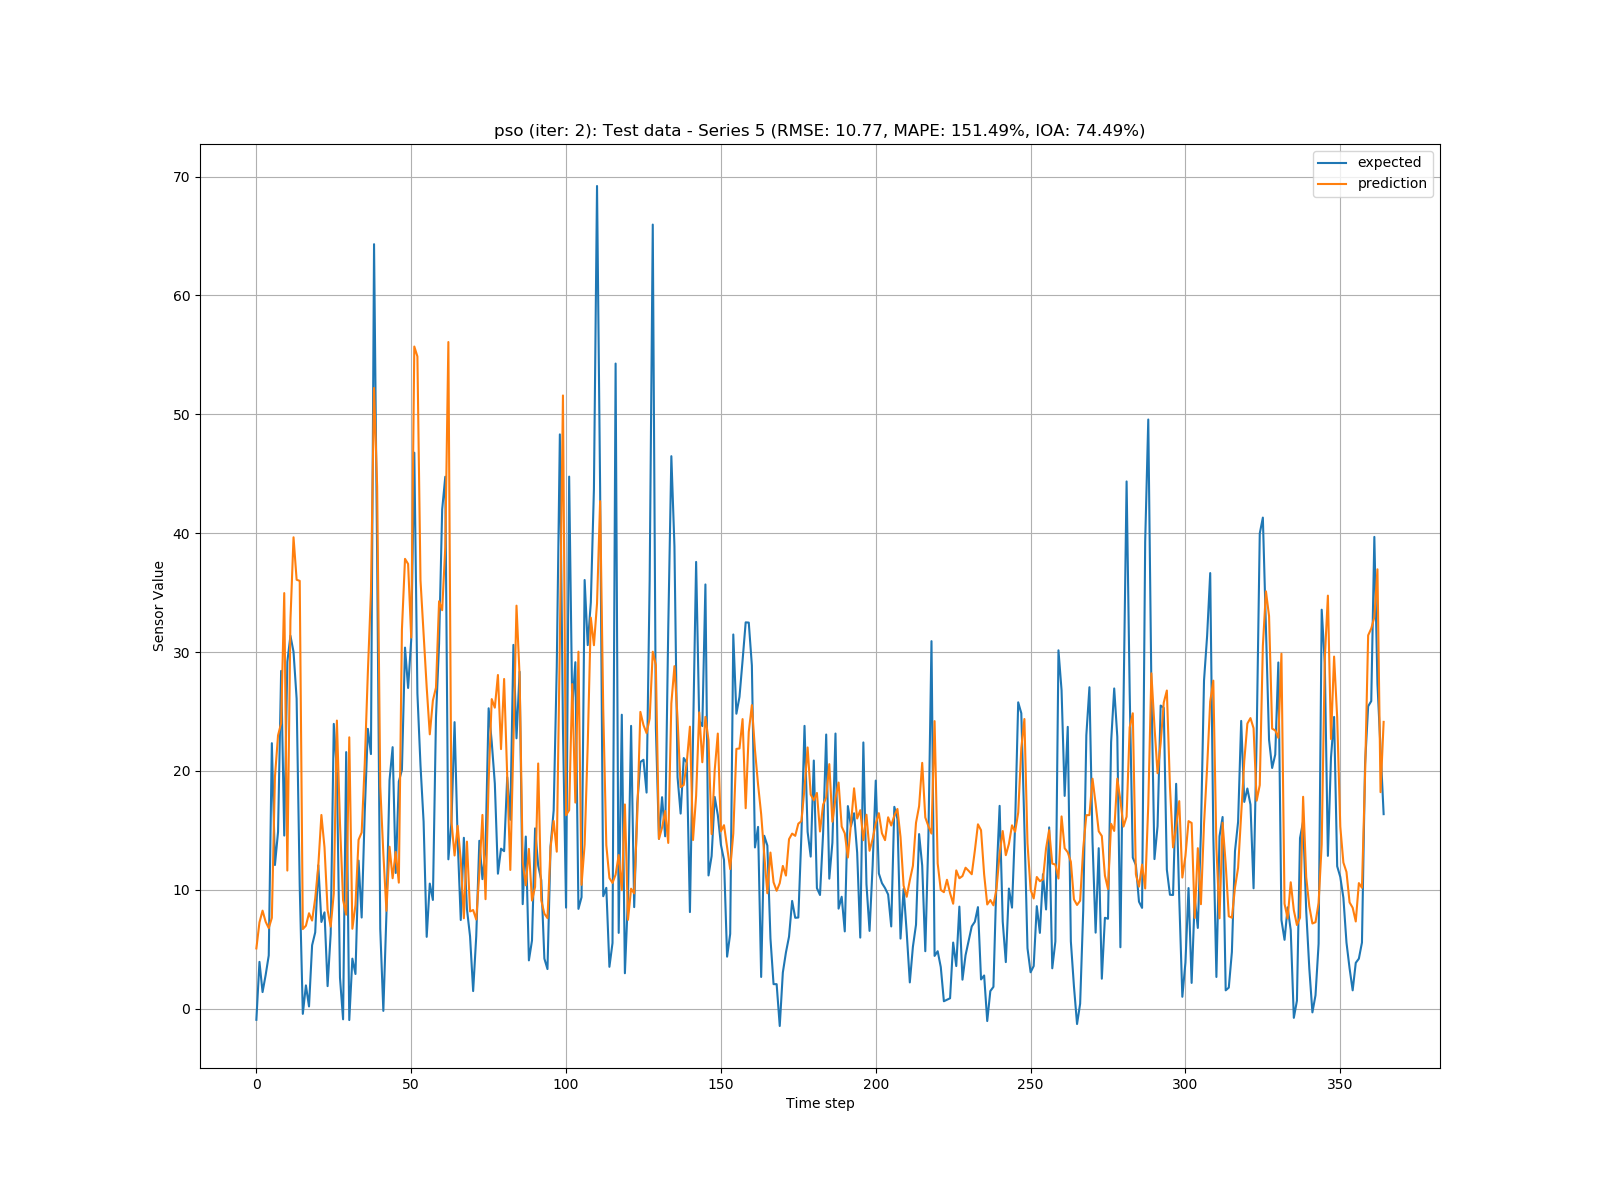 pso (iter: 2): Test data - Series 5 (RMSE: 10.77, MAPE: 151.49%, IOA: 74.49%)
expected
prediction
70
60
50
40
30
20
10
0
Sensor Value
0 50 100 150 200 250 300 350
Time step